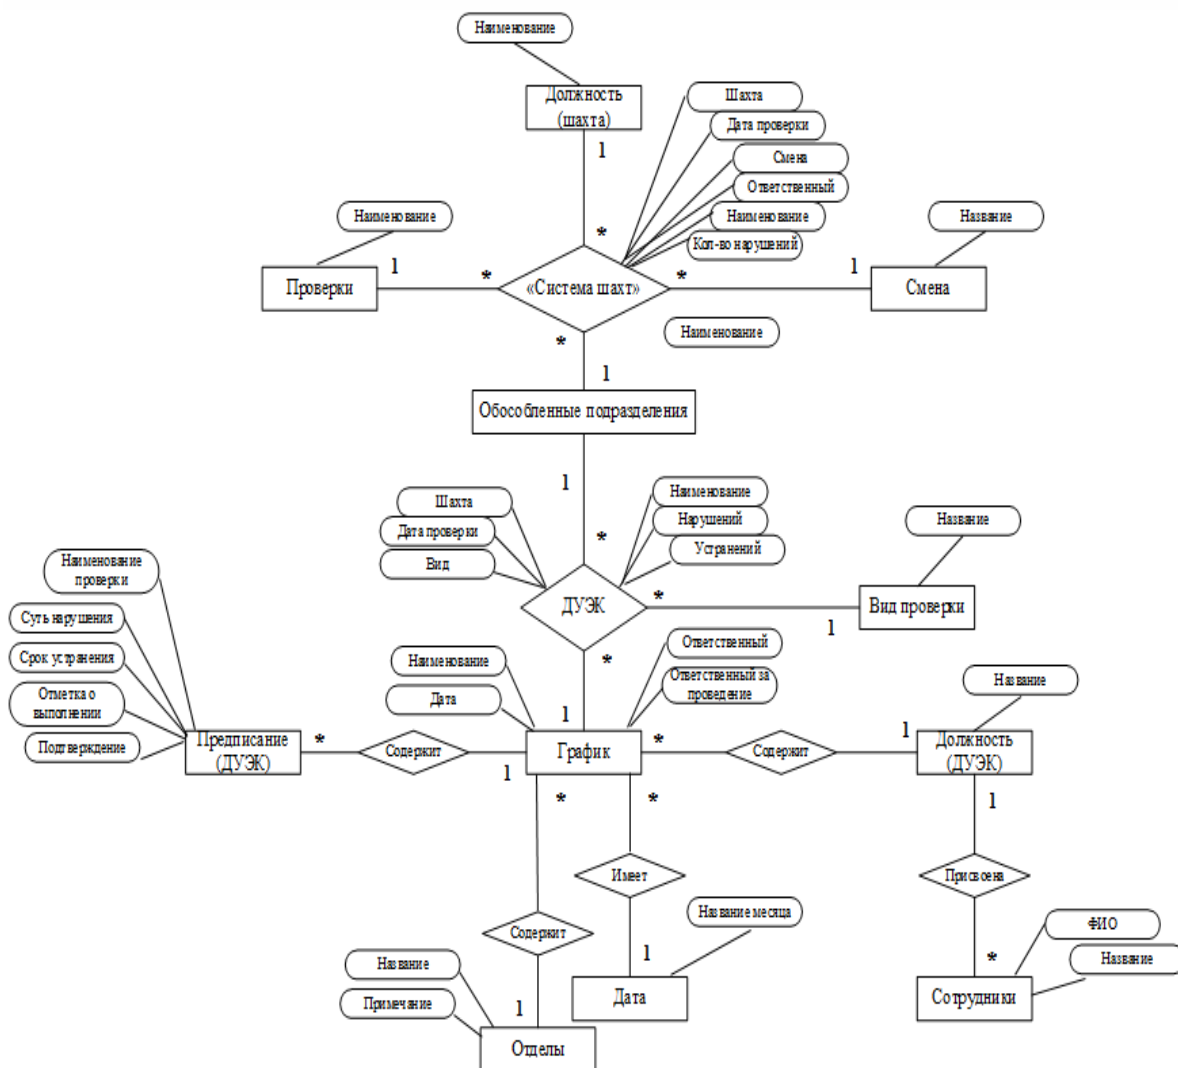 Наименование
Должность
(шахта)
1
*
Шахта
Дата проверки
Смена
Ответственный
Наименование
Кол-во нарушений
Наименование
Проверки
1
*
«Система шахт»
*
1
Название
Смена
Наименование
*
1
Обособленные подразделения
1
*
Шахта
Дата проверки
Вид
Наименование
Нарушений
Устранений
ДУЭК
*
1
Название
Вид проверки
*
1
Наименование
проверки
Суть нарушения
Срок устранения
Отметка о
выполнении
Подтверждение
Предписание
(ДУЭК)
*
Содержит
1
Наименование
Дата
Ответственный
Ответственный за
проведение
График
*
Содержит
1
Название
Должность
(ДУЭК)
1
Присвоена
*
ФИО
Название
Сотрудники
*
Имеет
1
Название месяца
Дата
*
Содержит
1
Название
Примечание
Отделы